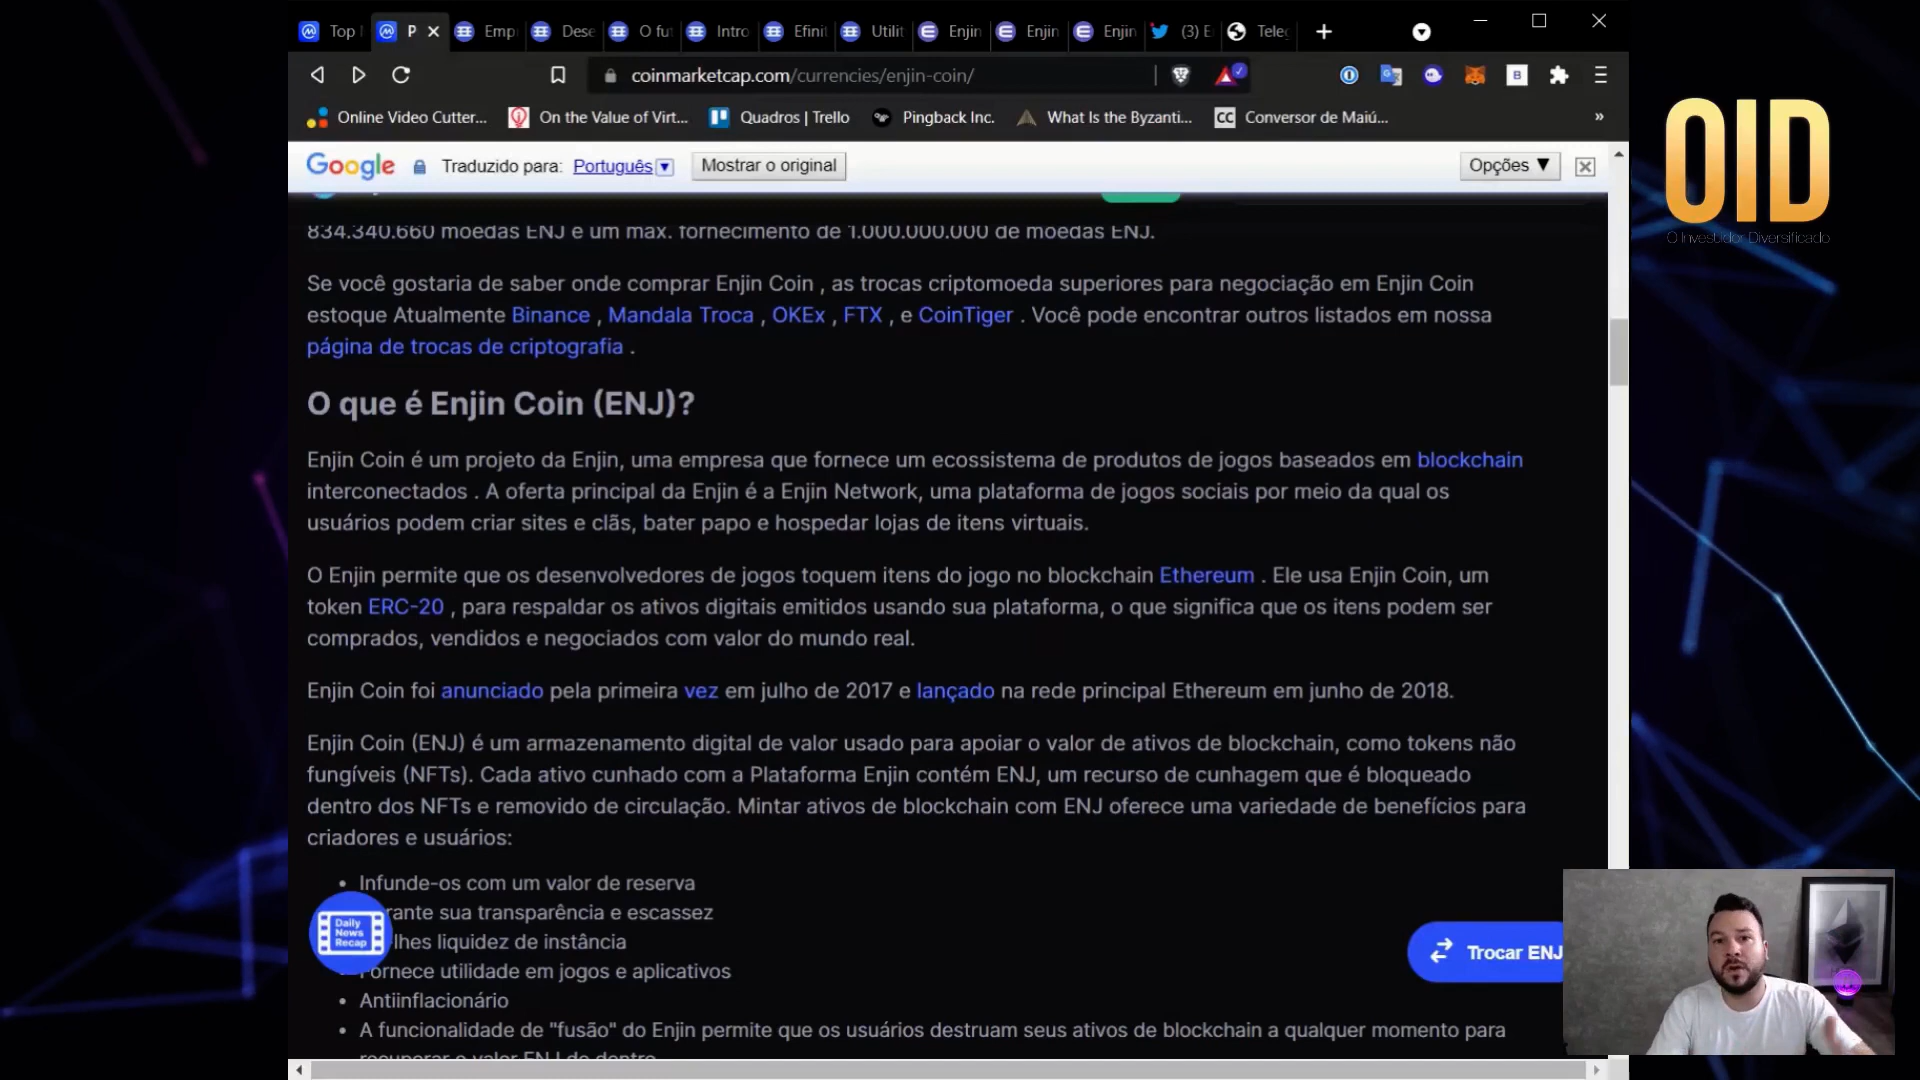 Top
P
Emp
Dese
O fu
Intro
Efinit
Utilit
Enjin
Enjin
Enjin
(3) E
Tele
coinmarketcap.com/currencies/enjin-coin/
Online Video Cutter...
On the Value of Virt...
Quadros | Trello
Pingback Inc.
What Is the Byzanti...
CC
Conversor de Maiú...
»
Google
Traduzido para:
Português
Mostrar o original
Opções ▼
OID
O Investidor Diversificado
834.340.660 moedas ENJ e um máx. fornecimento de 1.000.000.000 de moedas ENJ.
Se você gostaria de saber onde comprar Enjin Coin , as trocas criptomoeda superiores para negociação em Enjin Coin
estoque Atualmente Binance , Mandala Troca , OKEx , FTX , e CoinTiger . Você pode encontrar outros listados em nossa
página de trocas de criptografia .
O que é Enjin Coin (ENJ)?
Enjin Coin é um projeto da Enjin, uma empresa que fornece um ecossistema de produtos de jogos baseados em blockchain
interconectados . A oferta principal da Enjin é a Enjin Network, uma plataforma de jogos sociais por meio da qual os
usuários podem criar sites e clãs, bater papo e hospedar lojas de itens virtuais.
O Enjin permite que os desenvolvedores de jogos toquem itens do jogo no blockchain Ethereum . Ele usa Enjin Coin, um
token ERC-20 , para respaldar os ativos digitais emitidos usando sua plataforma, o que significa que os itens podem ser
comprados, vendidos e negociados com valor do mundo real.
Enjin Coin foi anunciado pela primeira vez em julho de 2017 e lançado na rede principal Ethereum em junho de 2018.
Enjin Coin (ENJ) é um armazenamento digital de valor usado para apoiar o valor de ativos de blockchain, como tokens não
fungíveis (NFTs). Cada ativo cunhado com a Plataforma Enjin contém ENJ, um recurso de cunhagem que é bloqueado
dentro dos NFTs e removido de circulação. Mintar ativos de blockchain com ENJ oferece uma variedade de benefícios para
criadores e usuários:
• Infunde-os com um valor de reserva
rante sua transparência e escassez
lhes liquidez de instância
Fornece utilidade em jogos e aplicativos
• Antiinflacionário
• A funcionalidade de "fusão" do Enjin permite que os usuários destruam seus ativos de blockchain a qualquer momento para
recuperar o valor ENJ de dentro
Daily
News
Recap
Trocar ENJ